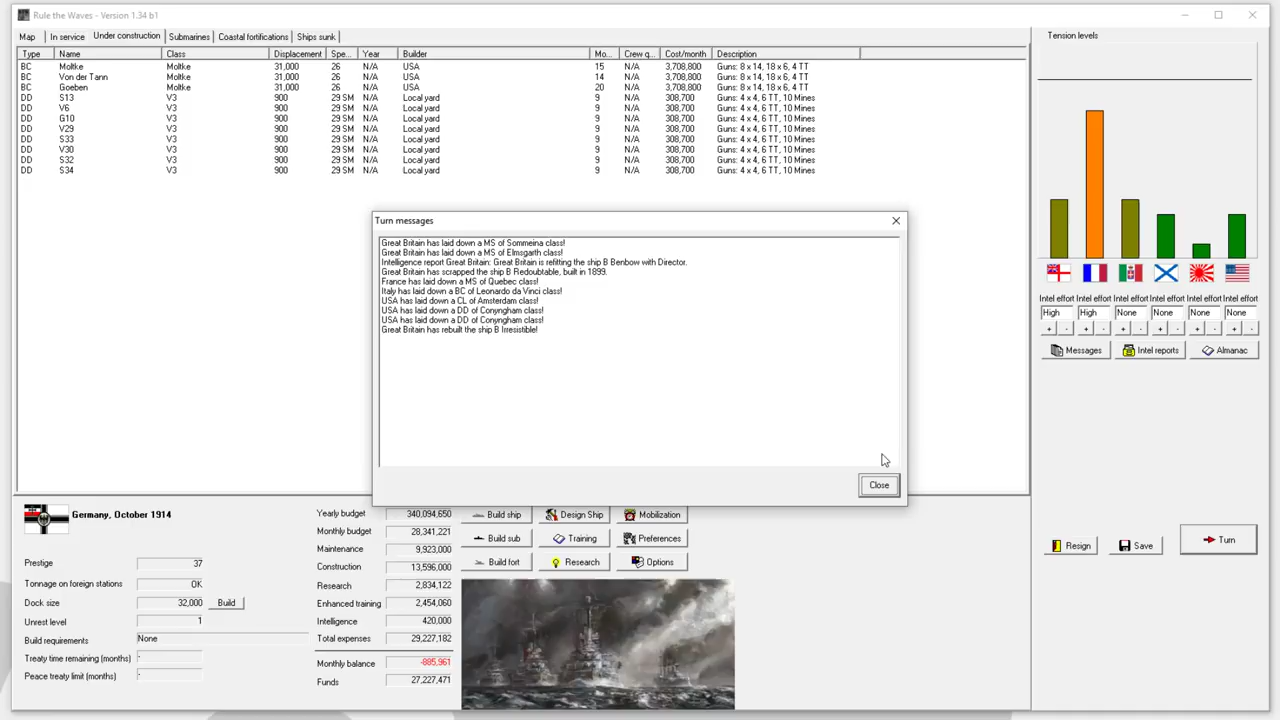 Rule the Waves - Version 1.34 b1
Map In service Under construction Submarines Coastal fortifications Ships sunk
Type Name Class Displacement Spe... Year Builder Mo... Crew q... Cost/month Description
BC Moltke Moltke 31,000 26 N/A USA 15 N/A 3,708,800 Guns: 8 x 14, 18 x 6, 4 TT
BC Von der Tann Moltke 31,000 26 N/A USA 14 N/A 3,708,800 Guns: 8 x 14, 18 x 6, 4 TT
BC Goeben Moltke 31,000 26 N/A USA 20 N/A 3,708,800 Guns: 8 x 14, 18 x 6, 4 TT
DD S13 V3 900 29 SM N/A Local yard 9 N/A 308,700 Guns: 4 x 4, 6 TT, 10 Mines
DD V6 V3 900 29 SM N/A Local yard 9 N/A 308,700 Guns: 4 x 4, 6 TT, 10 Mines
DD G10 V3 900 29 SM N/A Local yard 9 N/A 308,700 Guns: 4 x 4, 6 TT, 10 Mines
DD V29 V3 900 29 SM N/A Local yard 9 N/A 308,700 Guns: 4 x 4, 6 TT, 10 Mines
DD S33 V3 900 29 SM N/A Local yard 9 N/A 308,700 Guns: 4 x 4, 6 TT, 10 Mines
DD V30 V3 900 29 SM N/A Local yard 9 N/A 308,700 Guns: 4 x 4, 6 TT, 10 Mines
DD S32 V3 900 29 SM N/A Local yard 9 N/A 308,700 Guns: 4 x 4, 6 TT, 10 Mines
DD S34 V3 900 29 SM N/A Local yard 9 N/A 308,700 Guns: 4 x 4, 6 TT, 10 Mines
Turn messages
Great Britain has laid down a MS of Sommeina class!
Great Britain has laid down a MS of Elmsgarth class!
Intelligence report Great Britain: Great Britain is refitting the ship B Benbow with Director.
Great Britain has scrapped the ship B Redoutable, built in 1899.
France has laid down a MS of Quebec class!
Italy has laid down a BC of Leonardo da Vinci class!
USA has laid down a CL of Amsterdam class!
USA has laid down a DD of Conyngham class!
USA has laid down a DD of Conyngham class!
Great Britain has rebuilt the ship B Irresistible!
Close
Tension levels
Intel effort Intel effort Intel effort Intel effort Intel effort Intel effort
High High None None None None
+ - + - + - + - + - + -
Messages Intel reports Almanac
Resign Save Turn
Germany, October 1914
Prestige 37
Tonnage on foreign stations OK
Dock size 32,000 Build
Unrest level 1
Build requirements None
Treaty time remaining (months) -
Peace treaty limit (months) -
Yearly budget 340,094,650
Monthly budget 28,341,221
Maintenance 9,923,000
Construction 13,596,000
Research 2,834,122
Enhanced training 2,454,060
Intelligence 420,000
Total expenses 29,227,182
Monthly balance -885,961
Funds 27,227,471
Build ship Design Ship Mobilization
Build sub Training Preferences
Build fort Research Options